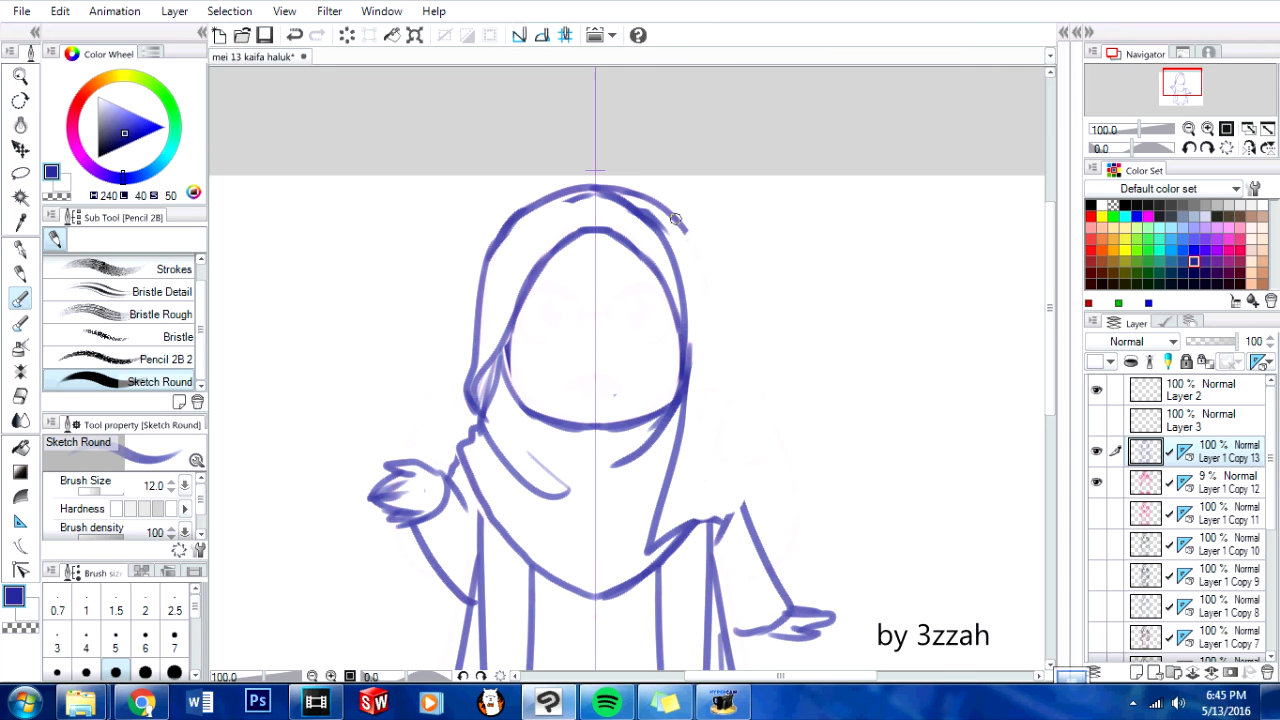 File Edit Animation Layer Selection View Filter Window Help
mei 13 kaifa haluk*
Color Wheel
240 40 50
Sub Tool [Pencil 2B]
Strokes
Bristle Detail
Bristle Rough
Bristle
Pencil 2B 2
Sketch Round
Tool property [Sketch Round]
Sketch Round
Brush Size 12.0
Hardness
Brush density 100
Brush size
0.7 1 1.5 2 2.5
3 4 5 6 7
100.0 0.0
by 3zzah
Navigator
100.0
0.0
Color Set
Default color set
Layer
Normal 100
100 % Normal
Layer 2
100 % Normal
Layer 3
100 % Normal
Layer 1 Copy 13
9 % Normal
Layer 1 Copy 12
100 % Normal
Layer 1 Copy 11
100 % Normal
Layer 1 Copy 10
100 % Normal
Layer 1 Copy 9
100 % Normal
Layer 1 Copy 8
100 % Normal
Layer 1 Copy 7
Ps
SW
6:45 PM
5/13/2016